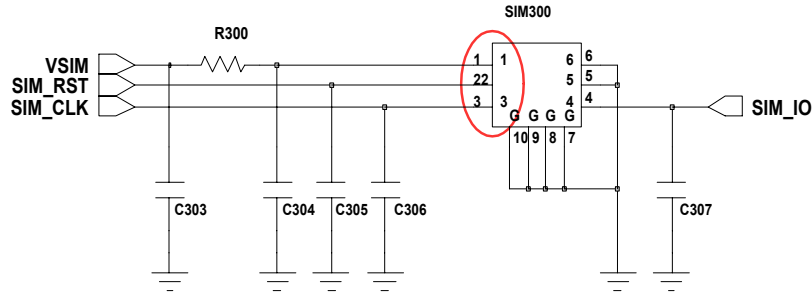 SIM300
R300
VSIM 1 1 6 6
SIM_RST 22 5 5
SIM_CLK 3 3 4 4 SIM_IO
G G G G
10 9 8 7
C303 C304 C305 C306 C307